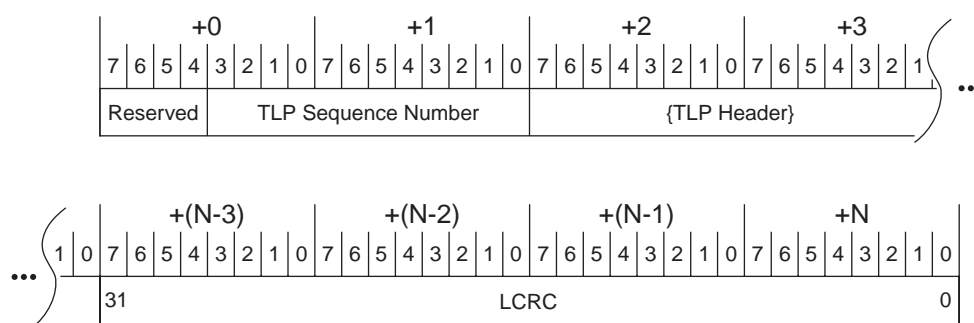 +0 +1 +2 +3
7 6 5 4 3 2 1 0 7 6 5 4 3 2 1 0 7 6 5 4 3 2 1 0 7 6 5 4 3 2 1
Reserved TLP Sequence Number {TLP Header} ..
+(N-3) +(N-2) +(N-1) +N
1 0 7 6 5 4 3 2 1 0 7 6 5 4 3 2 1 0 7 6 5 4 3 2 1 0 7 6 5 4 3 2 1 0
... 31 LCRC 0